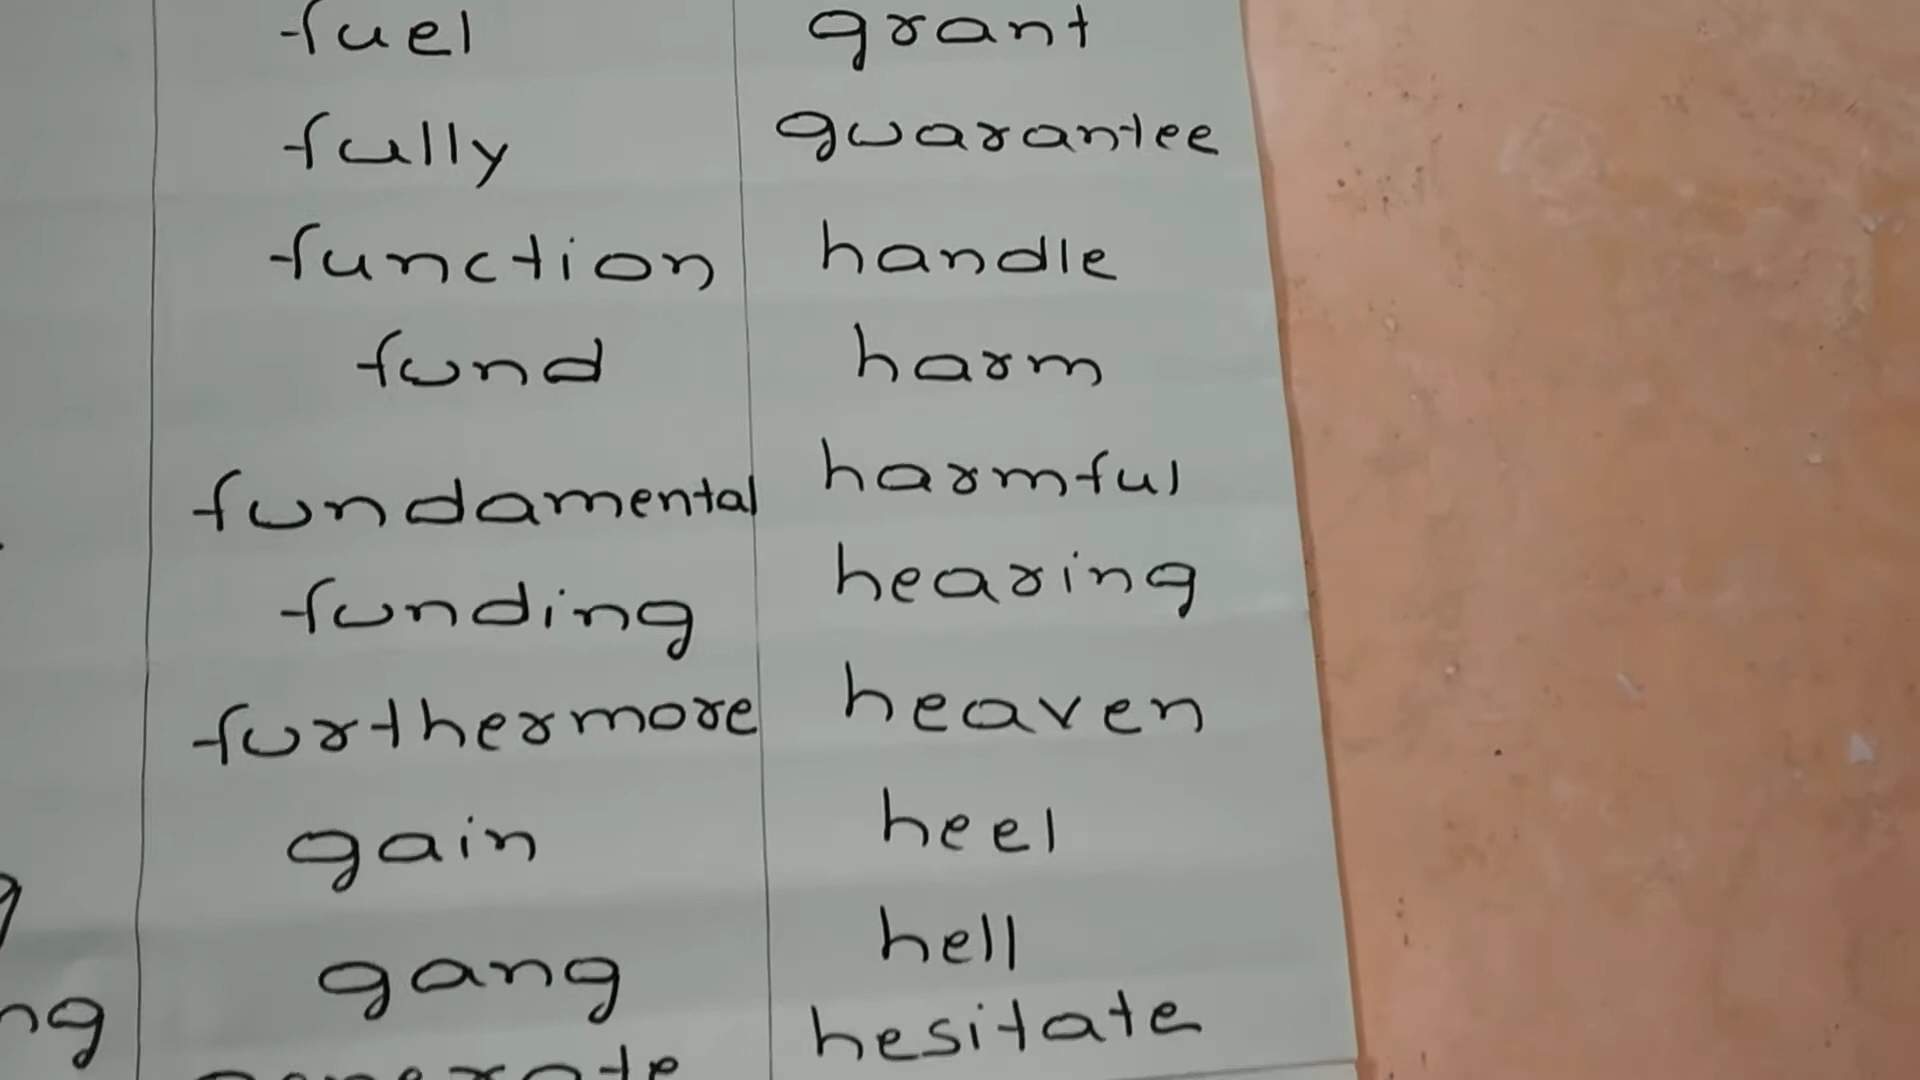 fuel
fully
function
fund
fundamental
funding
furthermore
gain
gang
generate
grant
guarantee
handle
harm
harmful
hearing
heaven
heel
hell
hesitate